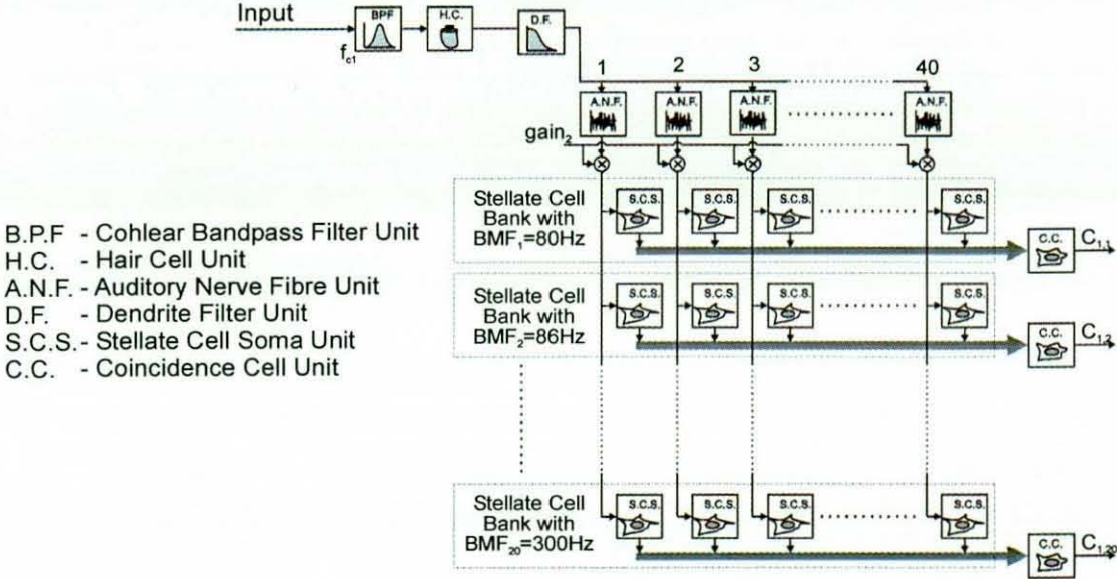 Input
BPF
H.C.
D.F.
f_c1
1 2 3 40
A.N.F. A.N.F. A.N.F. A.N.F.
gain_2
Stellate Cell
Bank with
BMF_1=80Hz
S.C.S. S.C.S. S.C.S. S.C.S.
C.C.
C_1,1
B.P.F - Cohlear Bandpass Filter Unit
H.C. - Hair Cell Unit
A.N.F. - Auditory Nerve Fibre Unit
D.F. - Dendrite Filter Unit
S.C.S. - Stellate Cell Soma Unit
C.C. - Coincidence Cell Unit
Stellate Cell
Bank with
BMF_2=86Hz
S.C.S. S.C.S. S.C.S. S.C.S.
C.C.
C_1,2
Stellate Cell
Bank with
BMF_20=300Hz
S.C.S. S.C.S. S.C.S. S.C.S.
C.C.
C_1,20